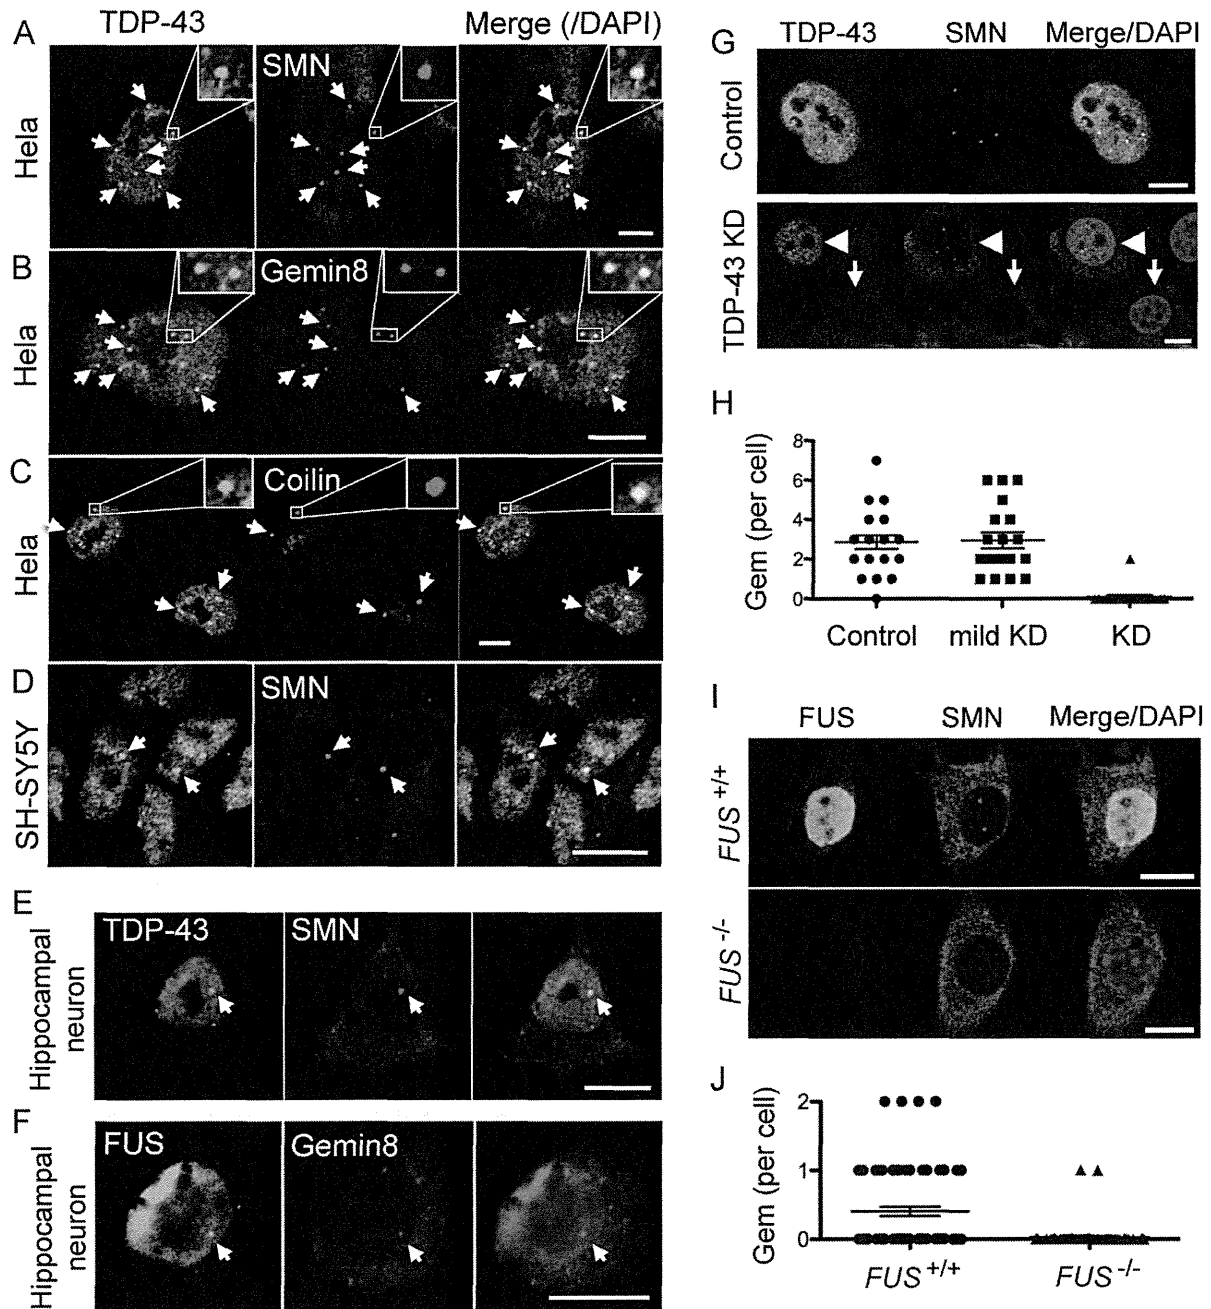 A
TDP-43
Merge (/DAPI)
SMN
Hela
B
Gemin8
Hela
C
Coilin
Hela
D
SMN
SH-SY5Y
E
TDP-43
SMN
Hippocampal
neuron
F
FUS
Gemin8
Hippocampal
neuron
G
TDP-43
SMN
Merge/DAPI
Control
TDP-43 KD
H
Gem (per cell)
8
6
4
2
0
Control
mild KD
KD
I
FUS
SMN
Merge/DAPI
FUS +/+
FUS -/-
J
Gem (per cell)
2
1
0
FUS +/+
FUS -/-